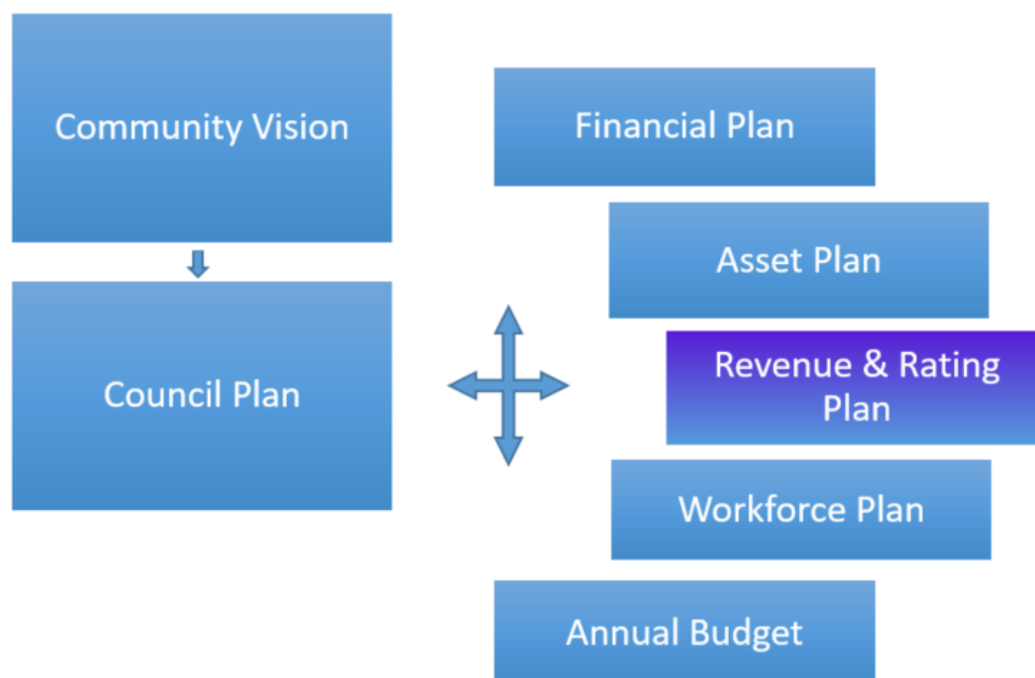 Community Vision
Council Plan
Financial Plan
Asset Plan
Revenue & Rating
Plan
Workforce Plan
Annual Budget